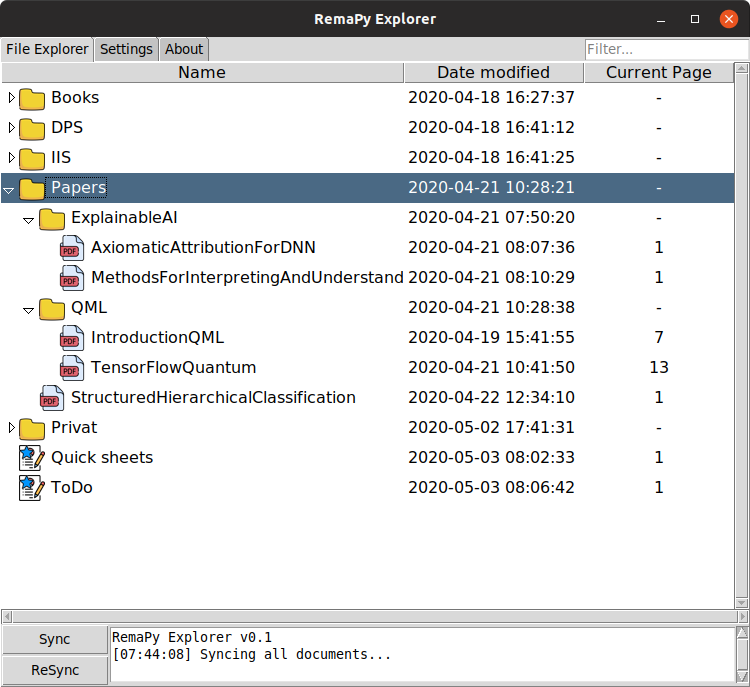 RemaPy Explorer
File Explorer Settings About Filter...
Name Date modified Current Page
Books 2020-04-18 16:27:37 -
DPS 2020-04-18 16:41:12 -
IIS 2020-04-18 16:41:25 -
Papers 2020-04-21 10:28:21 -
ExplainableAI 2020-04-21 07:50:20 -
PDF AxiomaticAttributionForDNN 2020-04-21 08:07:36 1
PDF MethodsForInterpretingAndUnderstand 2020-04-21 08:10:29 1
QML 2020-04-21 10:28:38 -
PDF IntroductionQML 2020-04-19 15:41:55 7
PDF TensorFlowQuantum 2020-04-21 10:41:50 13
PDF StructuredHierarchicalClassification 2020-04-22 12:34:10 1
Privat 2020-05-02 17:41:31 -
Quick sheets 2020-05-03 08:02:33 1
ToDo 2020-05-03 08:06:42 1
Sync
ReSync
RemaPy Explorer v0.1
[07:44:08] Syncing all documents...